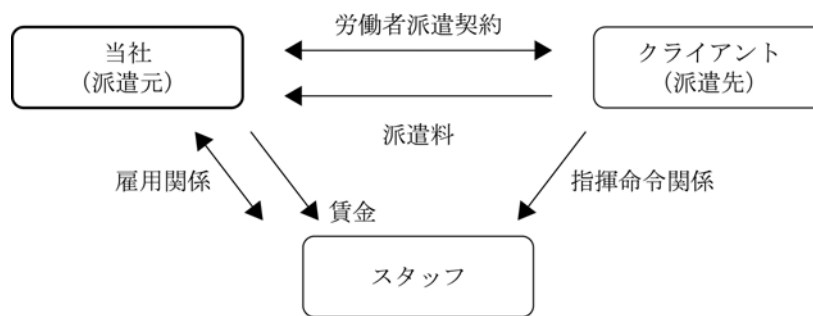 労働者派遣契約
当社
(派遣元)
クライアント
(派遣先)
派遣料
雇用関係
賃金
指揮命令関係
スタッフ